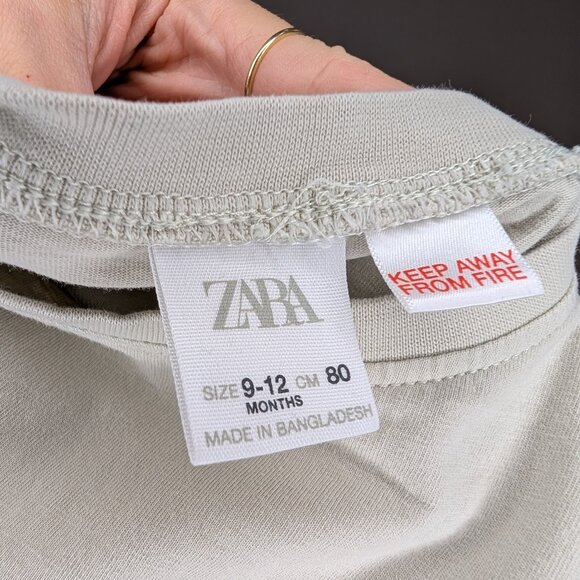 ZARA
SIZE 9-12 CM 80
MONTHS
MADE IN BANGLADESH
KEEP AWAY
FROM FIRE